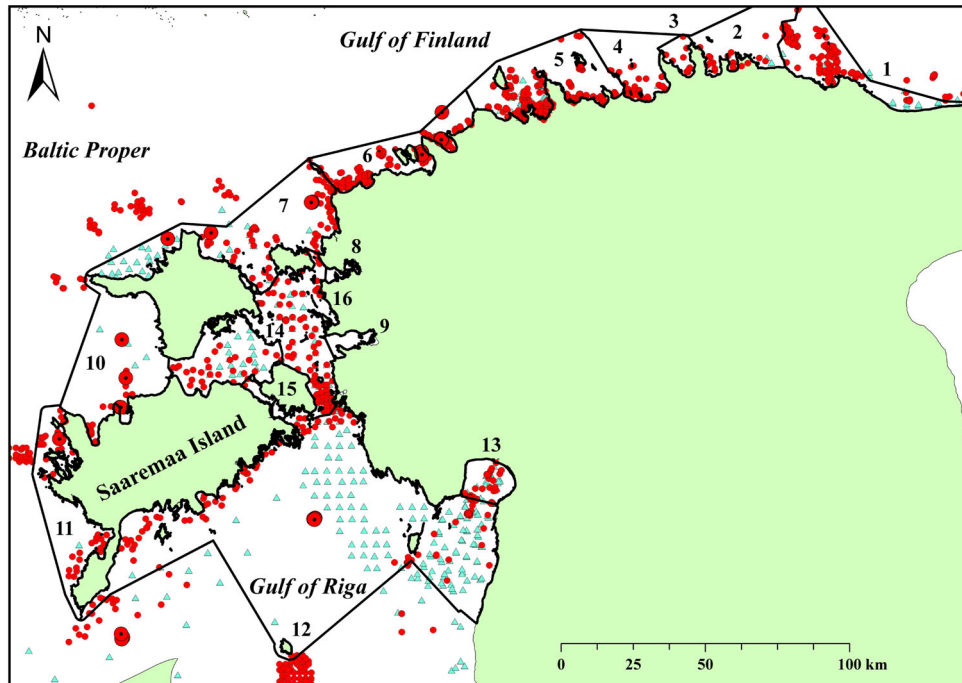 N
Gulf of Finland
3
2
4
5
1
Baltic Proper
6
7
8
16
9
14
10
15
Saaremaa Island
13
11
Gulf of Riga
12
0 25 50 100 km